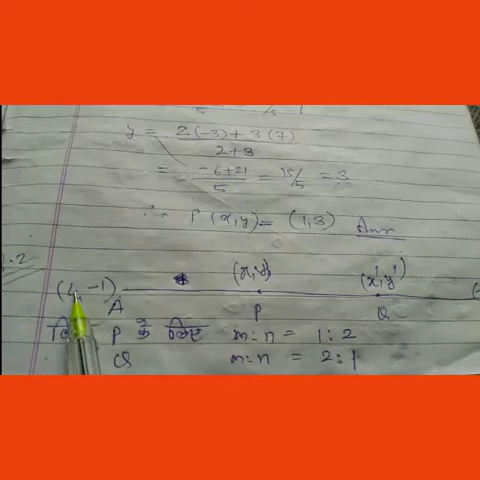 y = 2(-3) + 3(7) / 2+3
= -6+21 / 5 = 15/5 = 3
∴ P(x,y) = (1,3) Ans
(x,y) (x',y')
-1) A P Q
P के लिए m:n = 1:2
Q m:n = 2:1